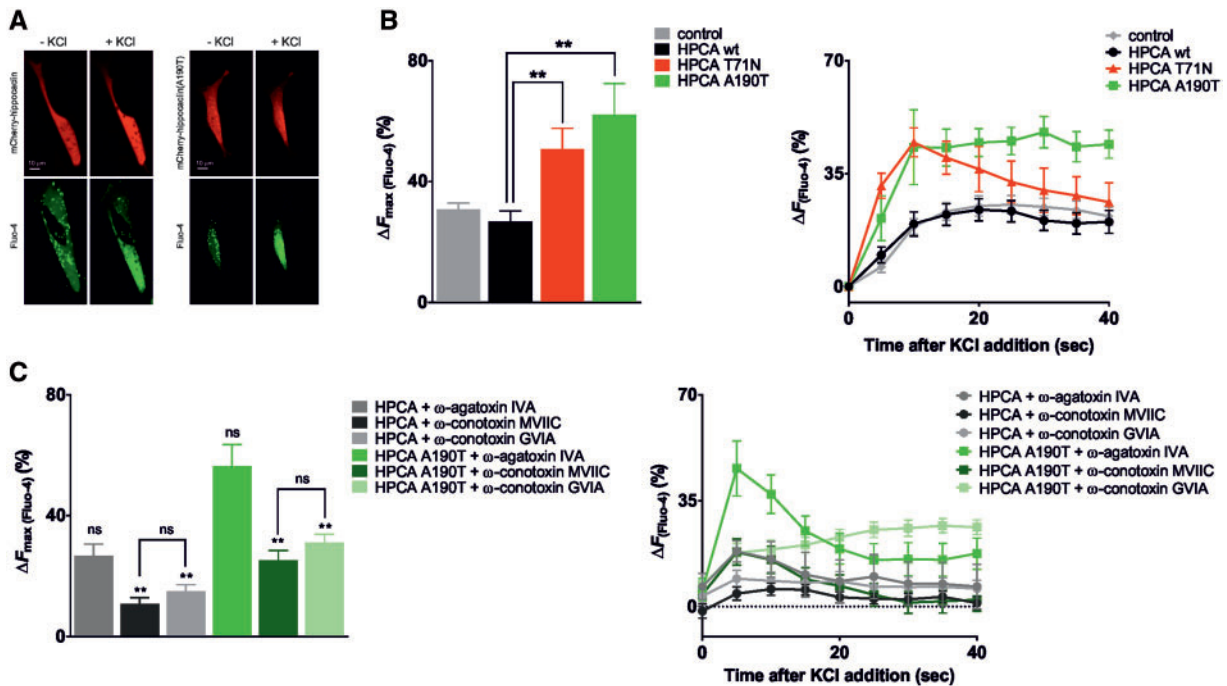 A
- KCl + KCl
- KCl + KCl
mCherry-hippocaclin
mCherry-hippocaclin(A190T)
10 µm
10 µm
Fluo-4
B
ΔFmax (Fluo-4) (%)
80
40
0
**
**
control
HPCA wt
HPCA T71N
HPCA A190T
ΔF(Fluo-4) (%)
70
35
0
control
HPCA wt
HPCA T71N
HPCA A190T
0 20 40
Time after KCl addition (sec)
C
ΔFmax (Fluo-4) (%)
80
40
0
ns
**
ns
**
ns
**
ns
**
HPCA + ω-agatoxin IVA
HPCA + ω-conotoxin MVIIC
HPCA + ω-conotoxin GVIA
HPCA A190T + ω-agatoxin IVA
HPCA A190T + ω-conotoxin MVIIC
HPCA A190T + ω-conotoxin GVIA
ΔF(Fluo-4) (%)
70
35
0
HPCA + ω-agatoxin IVA
HPCA + ω-conotoxin MVIIC
HPCA + ω-conotoxin GVIA
HPCA A190T + ω-agatoxin IVA
HPCA A190T + ω-conotoxin MVIIC
HPCA A190T + ω-conotoxin GVIA
0 20 40
Time after KCl addition (sec)